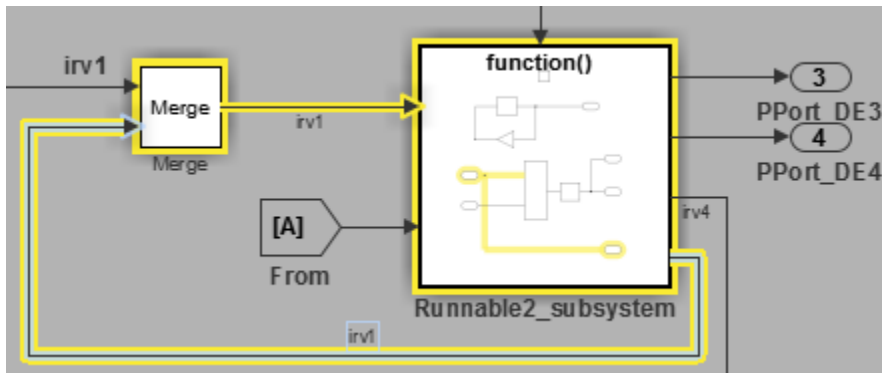 irv1
function()
Merge
irv1
3
PPort_DE3
4
PPort_DE4
Merge
[A]
irv4
From
Runnable2_subsystem
irv1